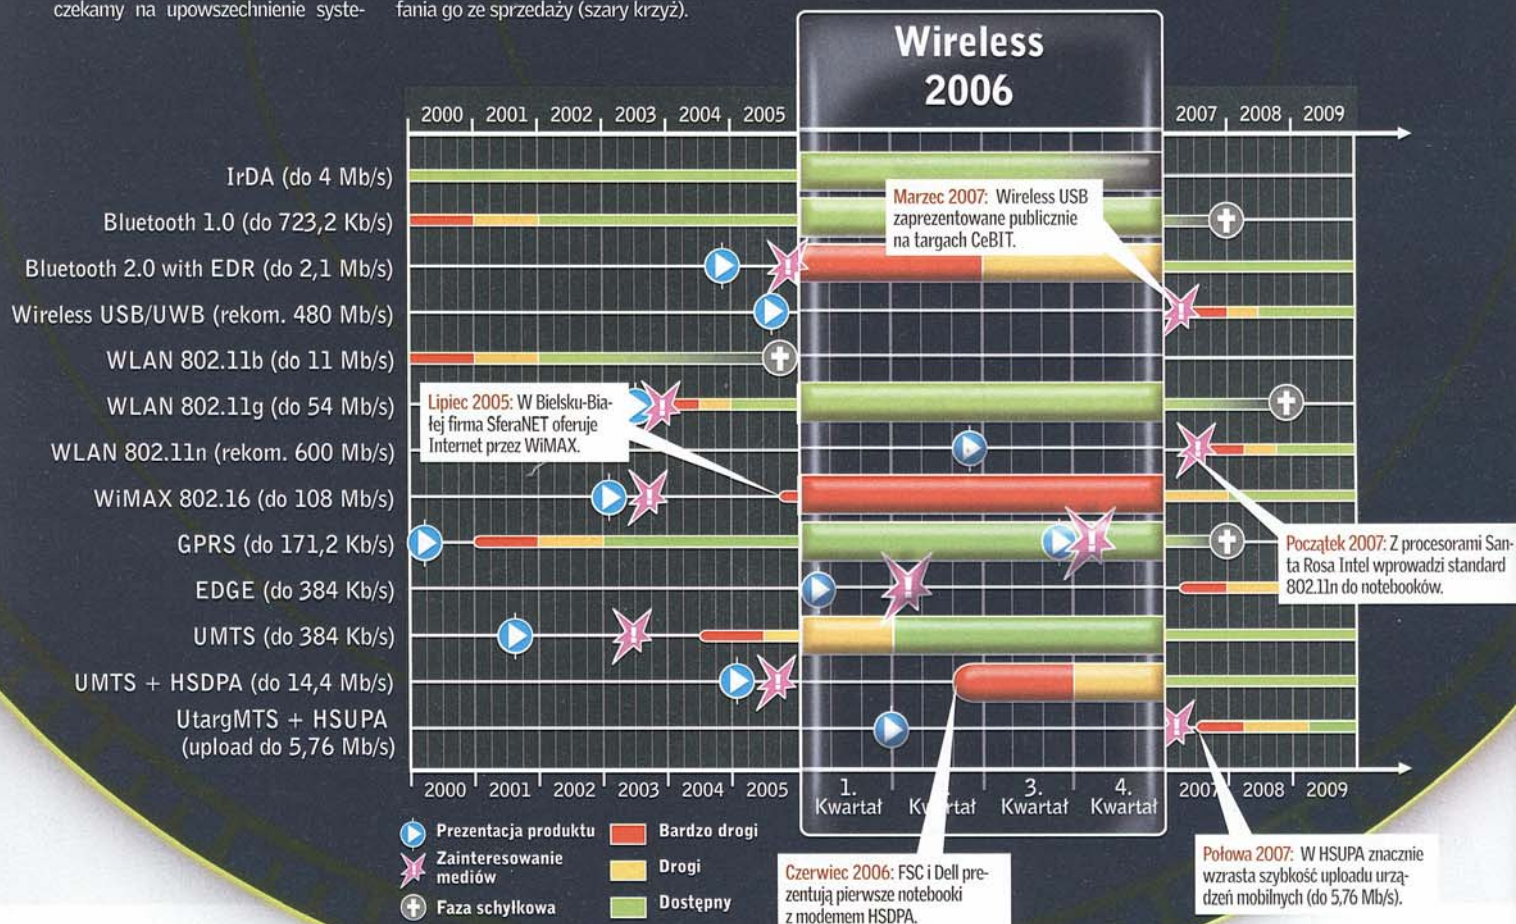 czekamy na upowszechnienie syste-
fania go ze sprzedaży (szary krzyż).
Wireless
2006
2000 2001 2002 2003 2004 2005 2007 2008 2009
IrDA (do 4 Mb/s)
Bluetooth 1.0 (do 723,2 Kb/s)
Bluetooth 2.0 with EDR (do 2,1 Mb/s)
Wireless USB/UWB (rekom. 480 Mb/s)
WLAN 802.11b (do 11 Mb/s)
WLAN 802.11g (do 54 Mb/s)
WLAN 802.11n (rekom. 600 Mb/s)
WiMAX 802.16 (do 108 Mb/s)
GPRS (do 171,2 Kb/s)
EDGE (do 384 Kb/s)
UMTS (do 384 Kb/s)
UMTS + HSDPA (do 14,4 Mb/s)
UtargMTS + HSUPA
(upload do 5,76 Mb/s)
Marzec 2007: Wireless USB
zaprezentowane publicznie
na targach CeBIT.
Lipiec 2005: W Bielsku-Bia-
łej firma SferaNET oferuje
Internet przez WiMAX.
Początek 2007: Z procesorami San-
ta Rosa Intel wprowadzi standard
802.11n do notebooków.
2000 2001 2002 2003 2004 2005 2007 2008 2009
1.
Kwartał
3.
Kwartał
4.
Kwartał
Prezentacja produktu
Zainteresowanie
mediów
Faza schyłkowa
Bardzo drogi
Drogi
Dostępny
Czerwiec 2006: FSC i Dell pre-
zentują pierwsze notebooki
z modemem HSDPA.
Połowa 2007: W HSUPA znacznie
wzrasta szybkość uploadu urzą-
dzeń mobilnych (do 5,76 Mb/s).